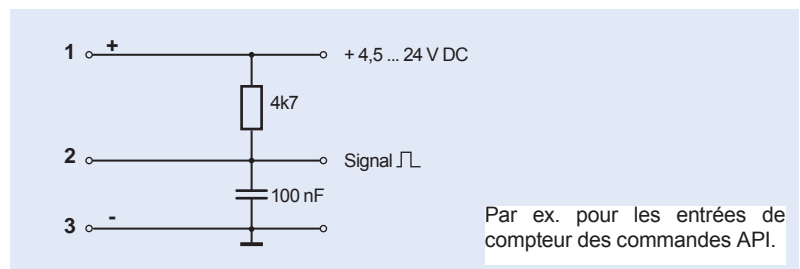 1 + + 4,5 ... 24 V DC
4k7
2 Signal
100 nF
3 -
Par ex. pour les entrées de
compteur des commandes API.